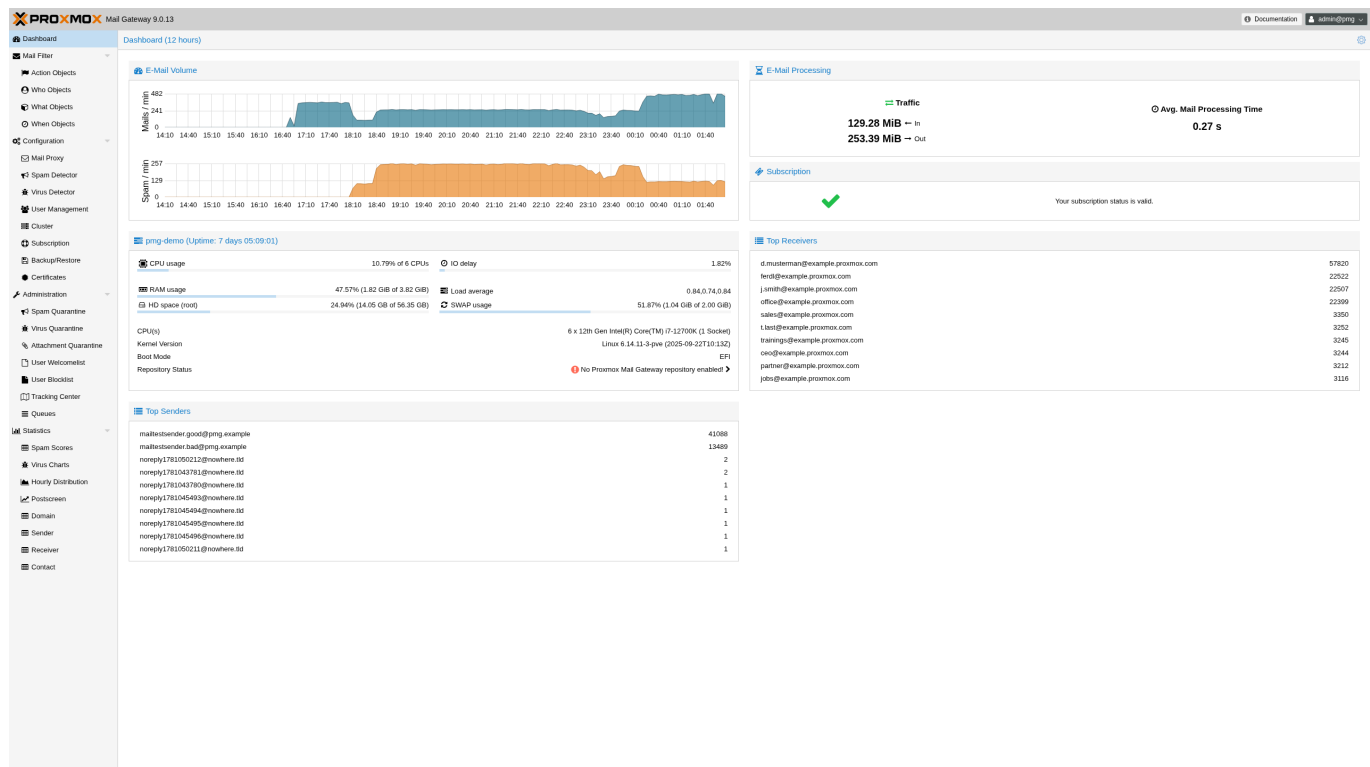 PROXMOX Mail Gateway 9.0.13
Documentation
admin@pmg
Dashboard
Mail Filter
Action Objects
Who Objects
What Objects
When Objects
Configuration
Mail Proxy
Spam Detector
Virus Detector
User Management
Cluster
Subscription
Backup/Restore
Certificates
Administration
Spam Quarantine
Virus Quarantine
Attachment Quarantine
User Welcomelist
User Blocklist
Tracking Center
Queues
Statistics
Spam Scores
Virus Charts
Hourly Distribution
Postscreen
Domain
Sender
Receiver
Contact
Dashboard (12 hours)
E-Mail Volume
Mails / min
482
241
0
14:10 14:40 15:10 15:40 16:10 16:40 17:10 17:40 18:10 18:40 19:10 19:40 20:10 20:40 21:10 21:40 22:10 22:40 23:10 23:40 00:10 00:40 01:10 01:40
Spam / min
257
129
0
14:10 14:40 15:10 15:40 16:10 16:40 17:10 17:40 18:10 18:40 19:10 19:40 20:10 20:40 21:10 21:40 22:10 22:40 23:10 23:40 00:10 00:40 01:10 01:40
E-Mail Processing
Traffic
129.28 MiB ← In
253.39 MiB → Out
Avg. Mail Processing Time
0.27 s
Subscription
Your subscription status is valid.
pmg-demo (Uptime: 7 days 05:09:01)
CPU usage 10.79% of 6 CPUs
IO delay 1.82%
RAM usage 47.57% (1.82 GiB of 3.82 GiB)
Load average 0.84,0.74,0.84
HD space (root) 24.94% (14.05 GB of 56.35 GB)
SWAP usage 51.87% (1.04 GiB of 2.00 GiB)
CPU(s) 6 x 12th Gen Intel(R) Core(TM) i7-12700K (1 Socket)
Kernel Version Linux 6.14.11-3-pve (2025-09-22T10:13Z)
Boot Mode EFI
Repository Status No Proxmox Mail Gateway repository enabled!
Top Receivers
d.musterman@example.proxmox.com 57820
ferdl@example.proxmox.com 22522
j.smith@example.proxmox.com 22507
office@example.proxmox.com 22399
sales@example.proxmox.com 3350
t.last@example.proxmox.com 3252
trainings@example.proxmox.com 3245
ceo@example.proxmox.com 3244
partner@example.proxmox.com 3212
jobs@example.proxmox.com 3116
Top Senders
mailtestsender.good@pmg.example 41088
mailtestsender.bad@pmg.example 13489
noreply1781050212@nowhere.tld 2
noreply1781043781@nowhere.tld 2
noreply1781043780@nowhere.tld 1
noreply1781045493@nowhere.tld 1
noreply1781045494@nowhere.tld 1
noreply1781045495@nowhere.tld 1
noreply1781045496@nowhere.tld 1
noreply1781050211@nowhere.tld 1